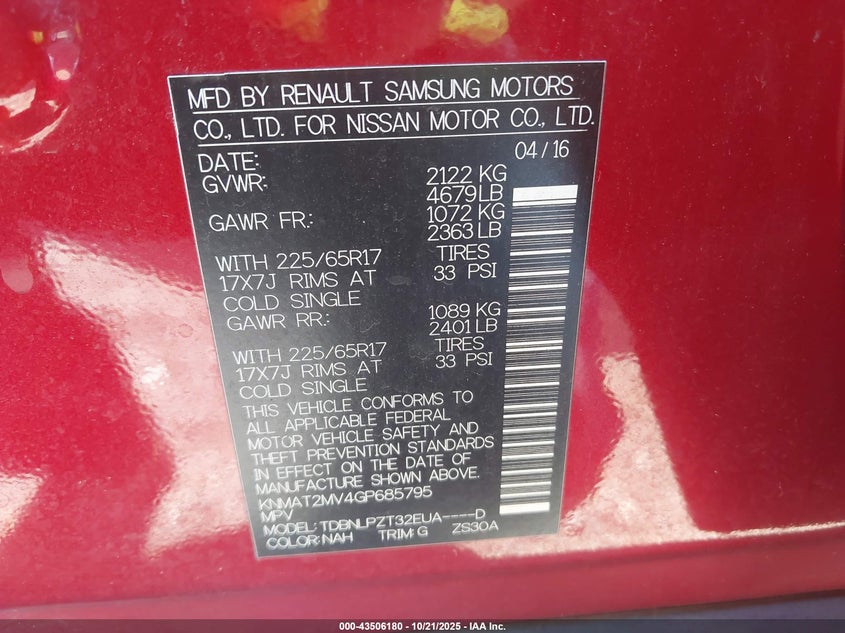 MFD BY RENAULT SAMSUNG MOTORS
CO., LTD. FOR NISSAN MOTOR CO., LTD.
DATE: 04/16
GVWR: 2122 KG
4679 LB
GAWR FR: 1072 KG
2363 LB
WITH 225/65R17 TIRES
17X7J RIMS AT 33 PSI
COLD SINGLE
GAWR RR: 1089 KG
2401 LB
WITH 225/65R17 TIRES
17X7J RIMS AT 33 PSI
COLD SINGLE
THIS VEHICLE CONFORMS TO
ALL APPLICABLE FEDERAL
MOTOR VEHICLE SAFETY AND
THEFT PREVENTION STANDARDS
IN EFFECT ON THE DATE OF
MANUFACTURE SHOWN ABOVE.
KNMAT2MV4GP685795
MPV
MODEL: TDBNLPZT32EUA----D
COLOR: NAH TRIM: G ZS30A
000-43506180 - 10/21/2025 - IAA Inc.